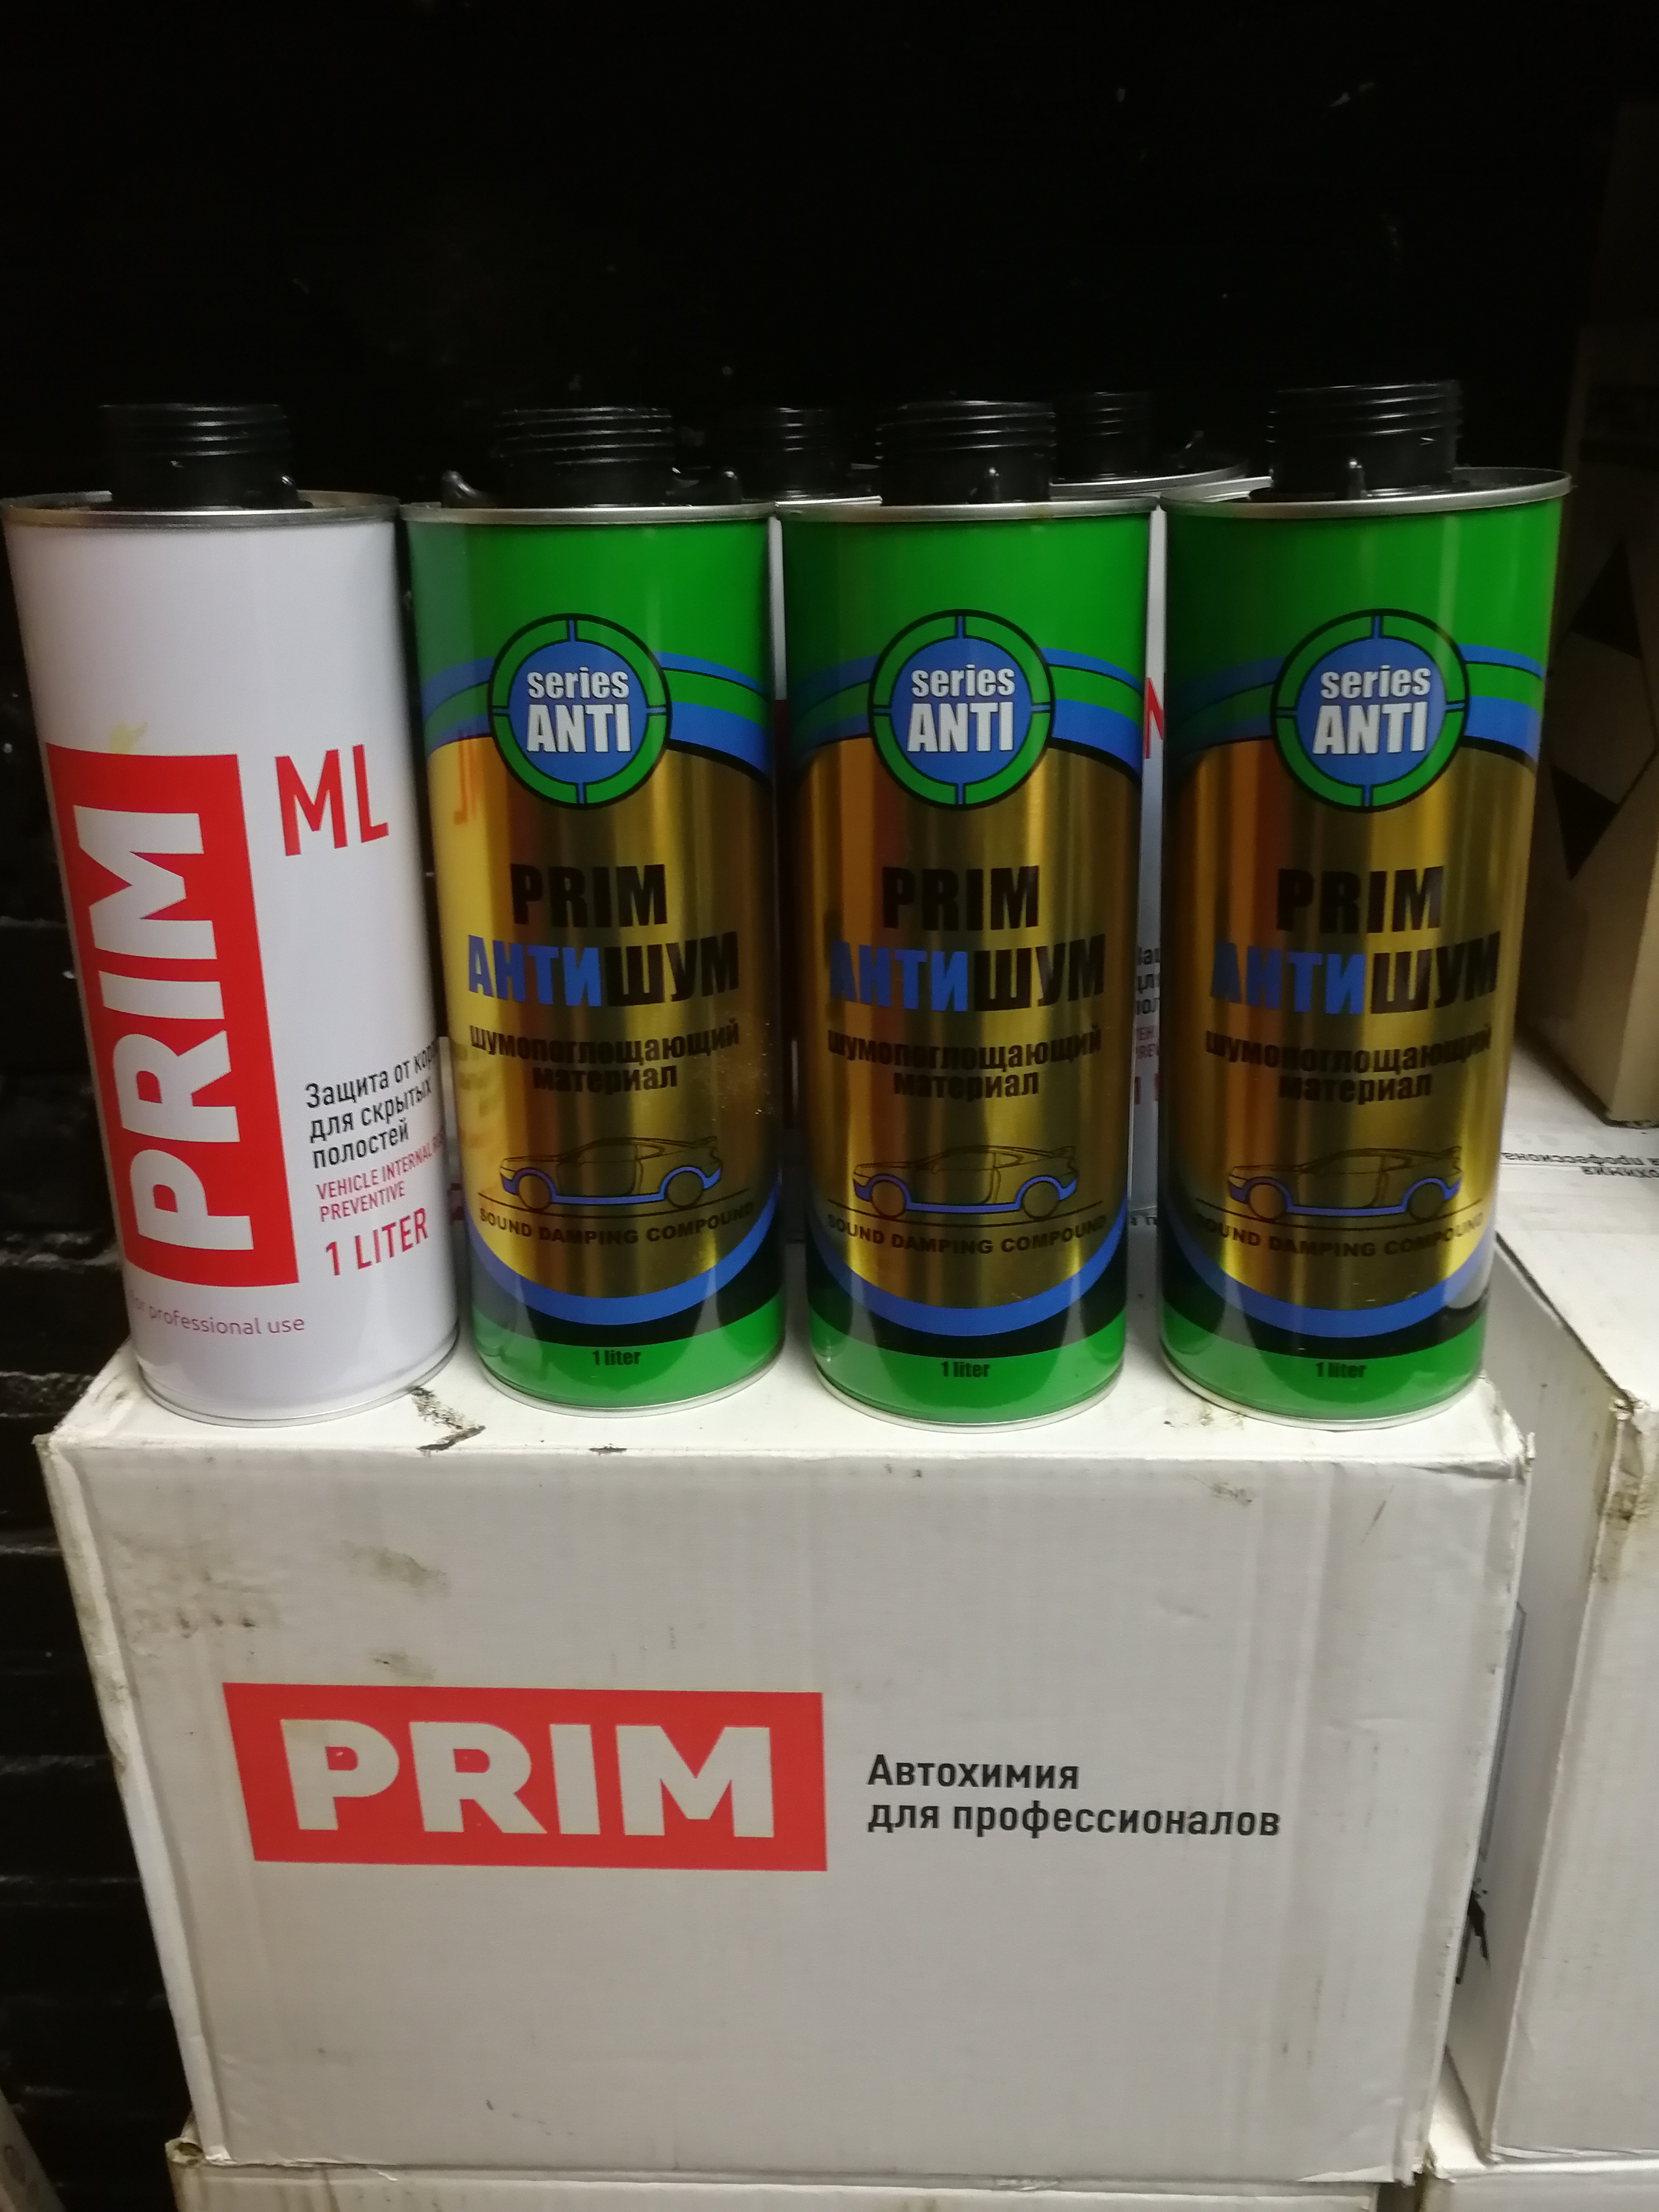 PRIM
ML
Защита от
для скрытых
полостей
VEHICLE INTERNAL
PREVENTIVE
1 LITER
for professional use
series
ANTI
PRIM
АНТИШУМ
шумопоглощающий
материал
SOUND DAMPING COMPOUND
1 liter
series
ANTI
PRIM
АНТИШУМ
шумопоглощающий
материал
SOUND DAMPING COMPOUND
1 liter
series
ANTI
PRIM
АНТИШУМ
шумопоглощающий
материал
SOUND DAMPING COMPOUND
1 liter
PRIM
Автохимия
для профессионалов